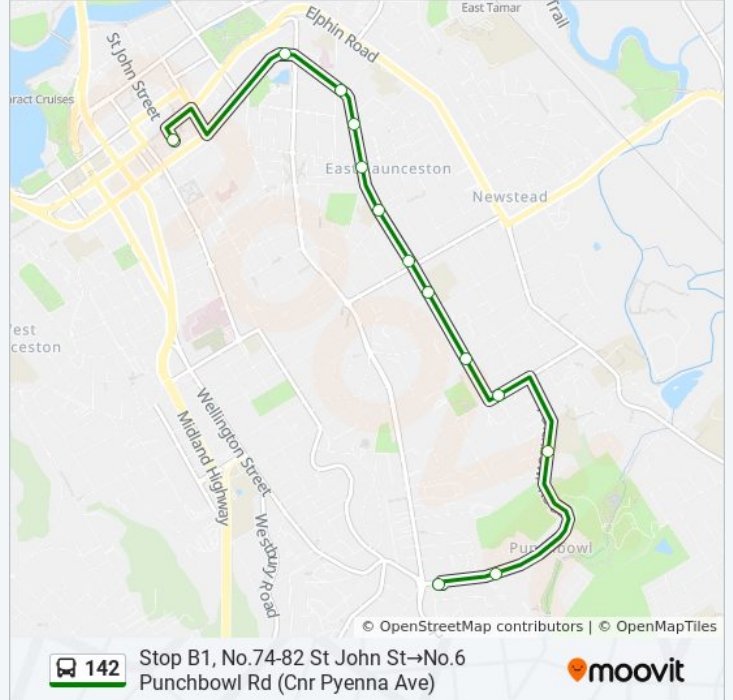 East Tamar
Trail
Elphin Road
St John Street
aract Cruises
East Launceston
Newstead
est
ceston
Wellington Street
Midland Highway
Westbury Road
Punchbowl
© OpenStreetMap contributors | © OpenMapTiles
142
Stop B1, No.74-82 St John St→No.6
Punchbowl Rd (Cnr Pyenna Ave)
moovit